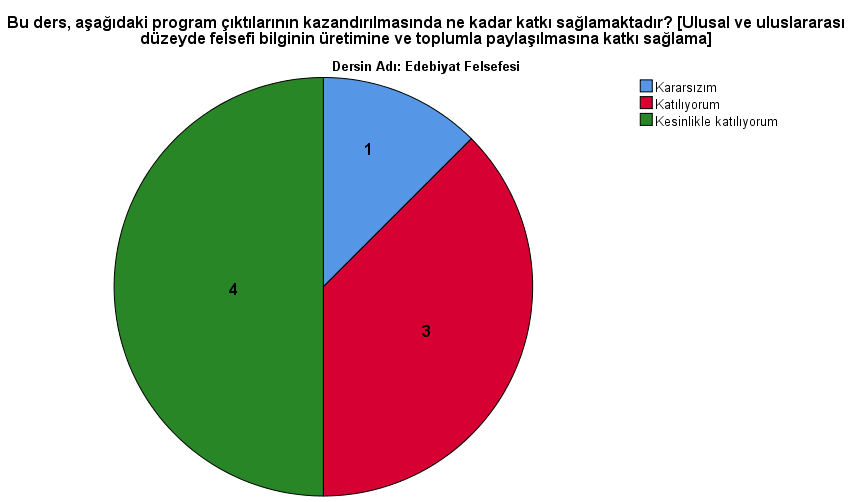 Bu ders, aşağıdaki program çıktılarının kazandırılmasında ne kadar katkı sağlamaktadır? [Ulusal ve uluslararası
düzeyde felsefi bilginin üretimine ve toplumla paylaşılmasına katkı sağlama]
Dersin Adı: Edebiyat Felsefesi
Kararsızım
Katılıyorum
Kesinlikle katılıyorum
1
4
3